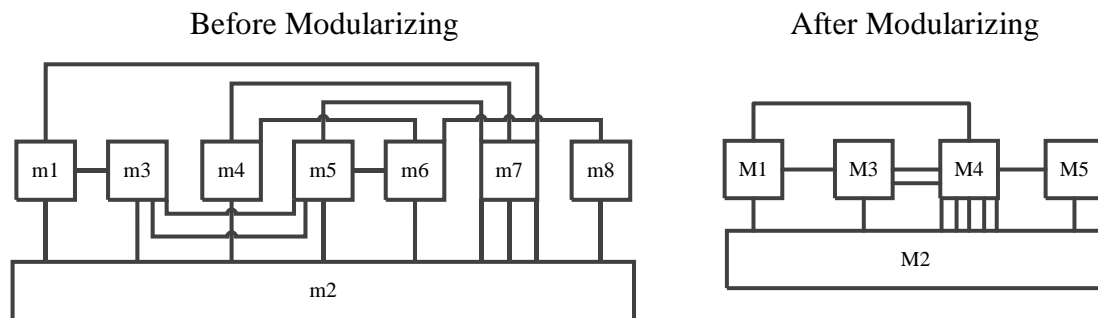 Before Modularizing
After Modularizing
m1 m3 m4 m5 m6 m7 m8
m2
M1 M3 M4 M5
M2